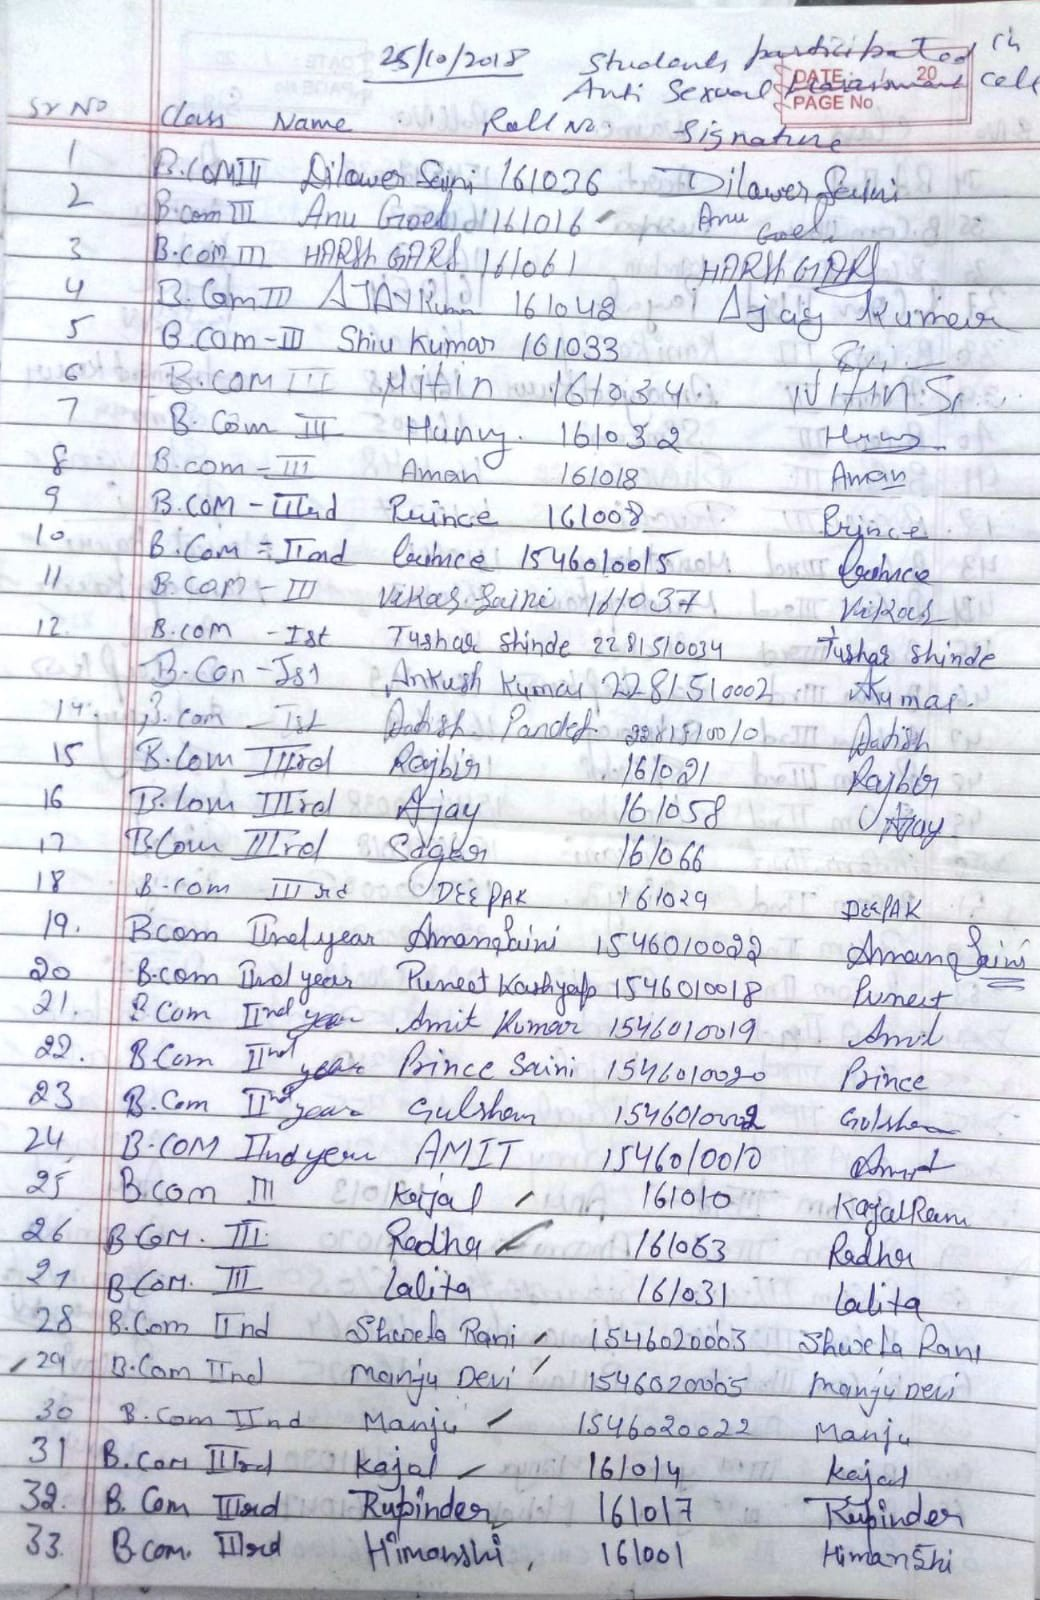 25/10/2018 Students participated in
Anti Sexual Harassment Cell
DATE: / / 20
PAGE No.
Sr No Class Name Roll No. Signature
1 B.COM III Dilawer Saini 161036 Dilawer Saini
2 B.com III Anu Goel 161016 Anu Goel
3 B.com III HARSH GARG 161061 HARSH GARG
4 B.Com III AJAY Kumar 161042 Ajay Kumar
5 B.com-III Shiv Kumar 161033
6 B.com III Nitin 161034 Nitin
7 B.Com III 161032
8 B.com-III Aman 161018 Aman
9 B.COM-IIIrd Prince 161008 Prince
10 B.Com-IInd 1546010015
11 B.com-III Vikas Saini 161037 Vikas
12. B.com -Ist Tushar Shinde 2281510034 Tushar Shinde
B.Con-Ist Ankush Kumar 2281510002 Akumar.
14. B.com -Ist 2281510010
15 B.Com IIIrd Rajbir 161021 Rajbir
16 B.Com IIIrd Ajay 161058 Ajay
17 B.Com IIIrd Sagar 161066
18 B.com IIIrd DEEPAK 161029 DEEPAK
19. B.com IInd year Aman Saini 1546010022 Aman Saini
20 B.com IInd year Puneet Kashyap 1546010018 Puneet
21. B.Com IInd year Amit Kumar 1546010019 Amit
22. B.Com IInd year Prince Saini 1546010020 Prince
23 B.Com IInd year Gulshan Gulshan
24 B.COM IInd year AMIT 1546010010 Amit
25 B.com III Kajal 161010 Kajal Rani
26 B.COM. III Radha 161063 Radha
27 B.COM. III Lalita 161031 Lalita
28 B.Com IInd Shweta Rani 1546020003 Shweta Rani
29 B.Com IInd Manju Devi 1546020005 Manju Devi
30 B.Com IInd Manju 1546020022 Manju
31 B.Com IIIrd Kajal 161014 Kajal
32. B.Com IIIrd Rupinder 161017 Rupinder
33. B.com. IIIrd Himanshi 161001 Himanshi